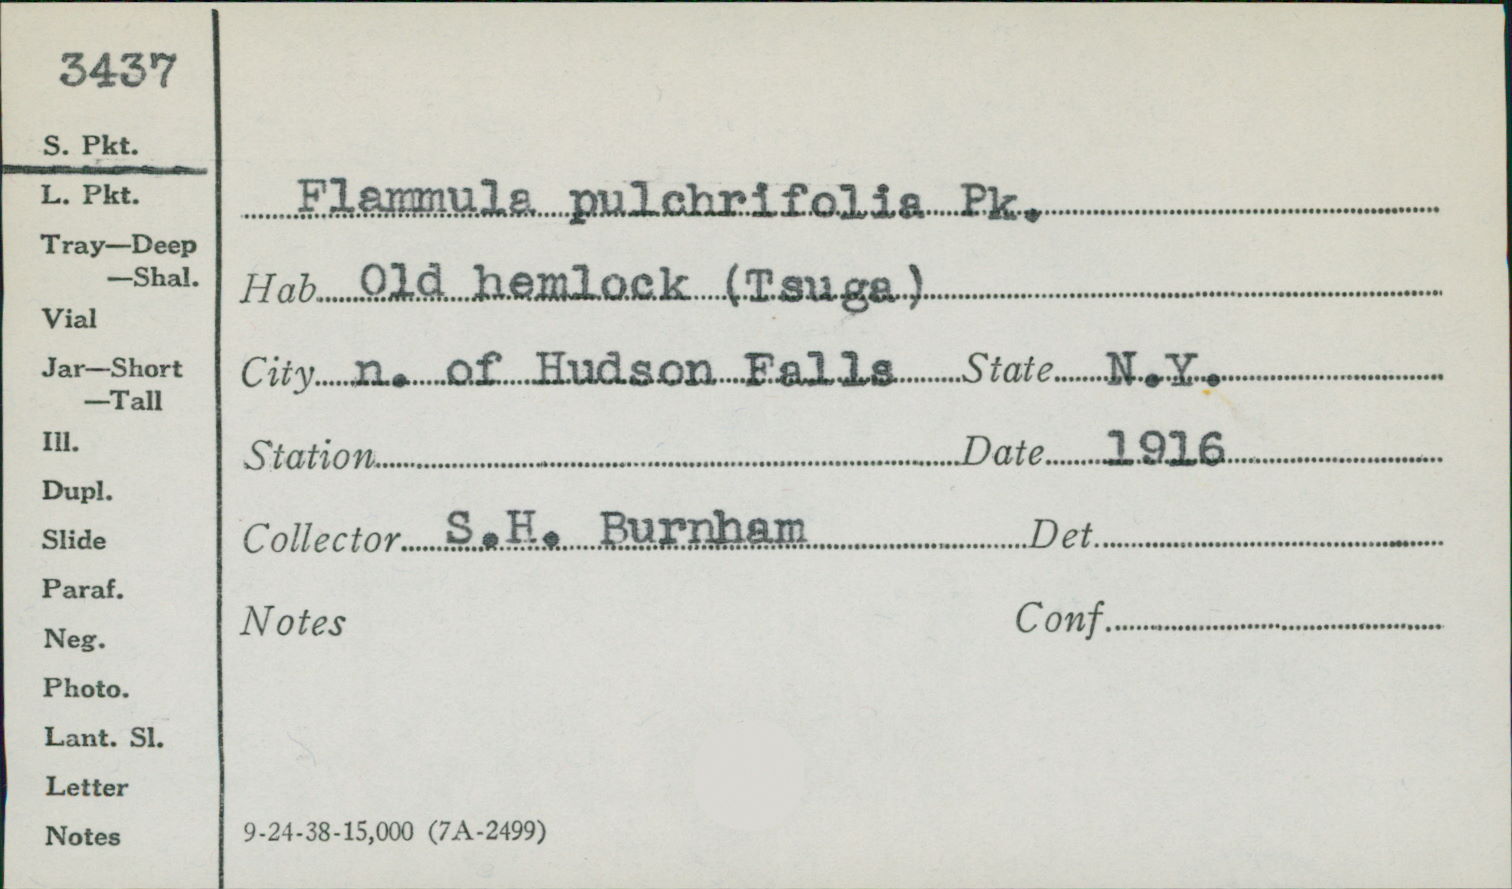 3437
S. Pkt.
L. Pkt.
Tray—Deep
—Shal.
Vial
Jar—Short
—Tall
Ill.
Dupl.
Slide
Paraf.
Neg.
Photo.
Lant. Sl.
Letter
Notes
Flammula pulchrifolia Pk.
Hab. Old hemlock (Tsuga)
City n. of Hudson Falls State N.Y.
Station Date 1916
Collector S.H. Burnham Det.
Notes Conf.
9-24-38-15,000 (7A-2499)